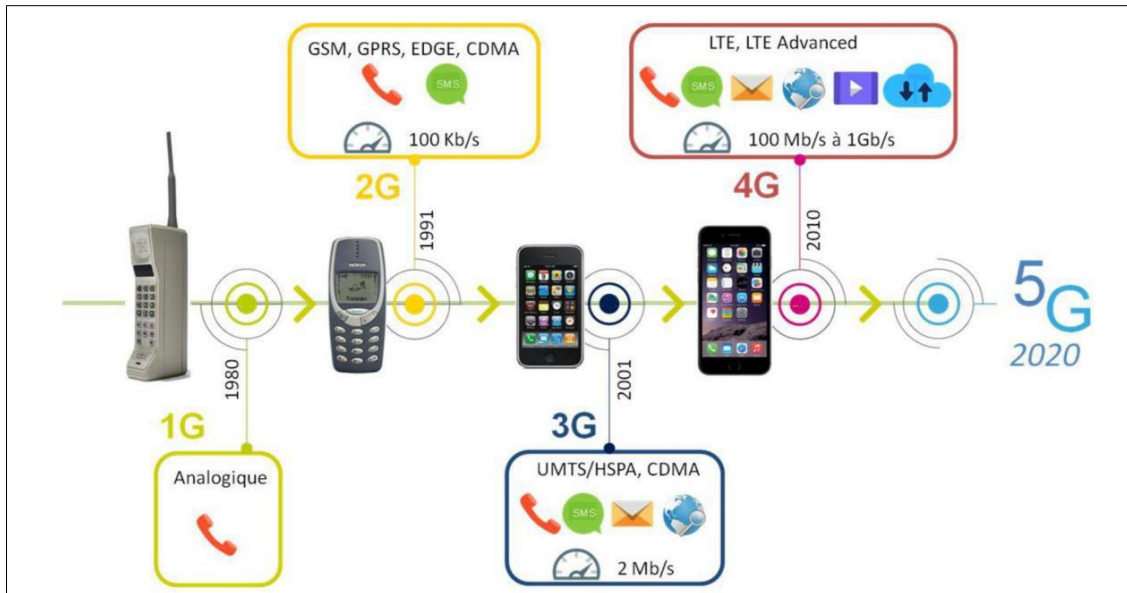 GSM, GPRS, EDGE, CDMA
SMS
100 Kb/s
2G
1991
LTE, LTE Advanced
SMS
100 Mb/s à 1Gb/s
4G
2010
NOKIA
5G
2020
1980
1G
Analogique
2001
3G
UMTS/HSPA, CDMA
SMS
2 Mb/s